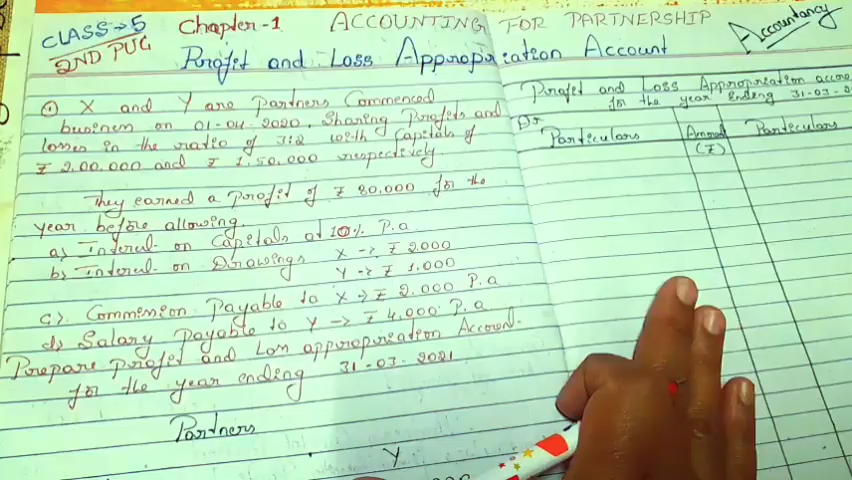 CLASS → 5
2ND PUC
Chapter-1 ACCOUNTING FOR PARTNERSHIP
Accountancy
Profit and Loss Appropriation Account
① X and Y are Partners Commenced
business on 01-04-2020, Sharing Profits and
losses in the ratio of 3:2 with Capitals of
₹ 2,00,000 and ₹ 1,50,000 respectively
They earned a Profit of ₹ 80,000 for the
year before allowing.
a) Interest on Capitals at 10% P.a
b) Interest on Drawings X → ₹ 2,000
Y → ₹ 1,000
c). Commission Payable to X → ₹ 2,000 P.a
d) Salary Payable to Y → ₹ 4,000 P.a
Prepare Profit and Loss appropriation Account
for the year ending 31-03-2021
Partners
Y
Profit and Loss Appropriation
for the year Ending 31-03-
Dr
Particulars Amount Particulars
(₹)